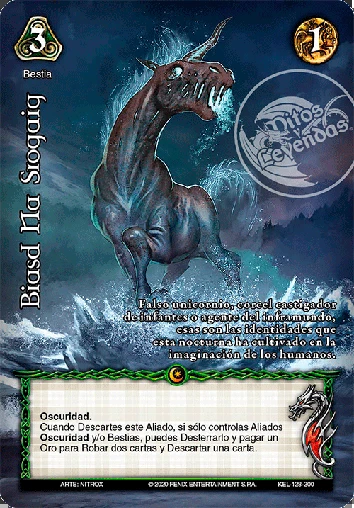 3
1
Bestia
Mitos y Leyendas
Biasd Na Srogaig
Falso unicornio, corcel castigador
de infantes o agente del inframundo,
esas son las identidades que
esta nocturna ha cultivado en la
imaginación de los humanos.
Oscuridad.
Cuando Descartes este Aliado, si sólo controlas Aliados
Oscuridad y/o Bestias, puedes Desterrarlo y pagar un
Oro para Robar dos cartas y Descartar una carta.
ARTE: NITROX
© 2020 FENIX ENTERTAINMENT S.P.A.
KEL-128-200